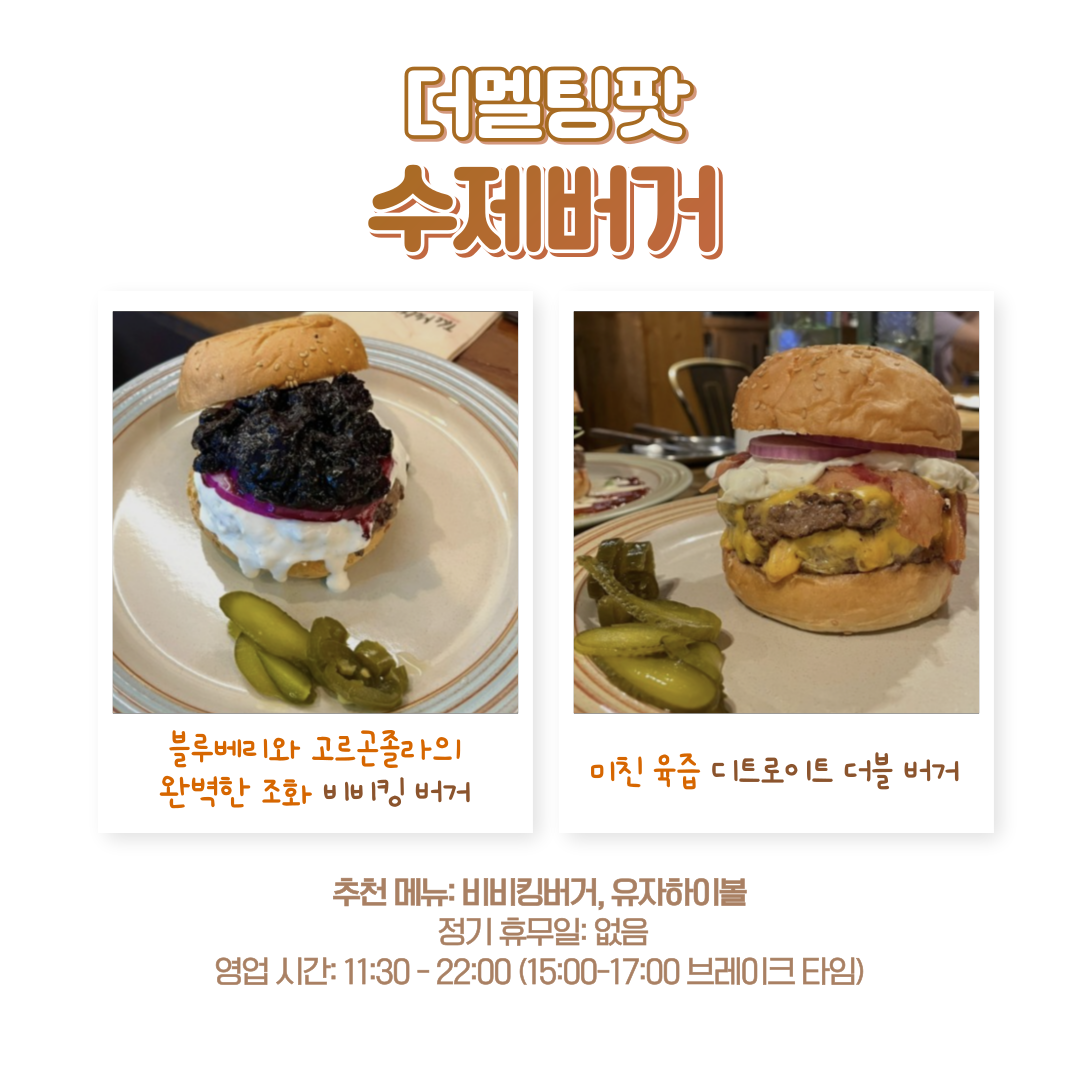 더멜팅팟
수제버거
블루베리와 고르곤졸라의
완벽한 조화 비비킹 버거
미친 육즙 디트로이트 더블 버거
추천 메뉴: 비비킹버거, 유자하이볼
정기 휴무일: 없음
영업 시간: 11:30 - 22:00 (15:00-17:00 브레이크 타임)